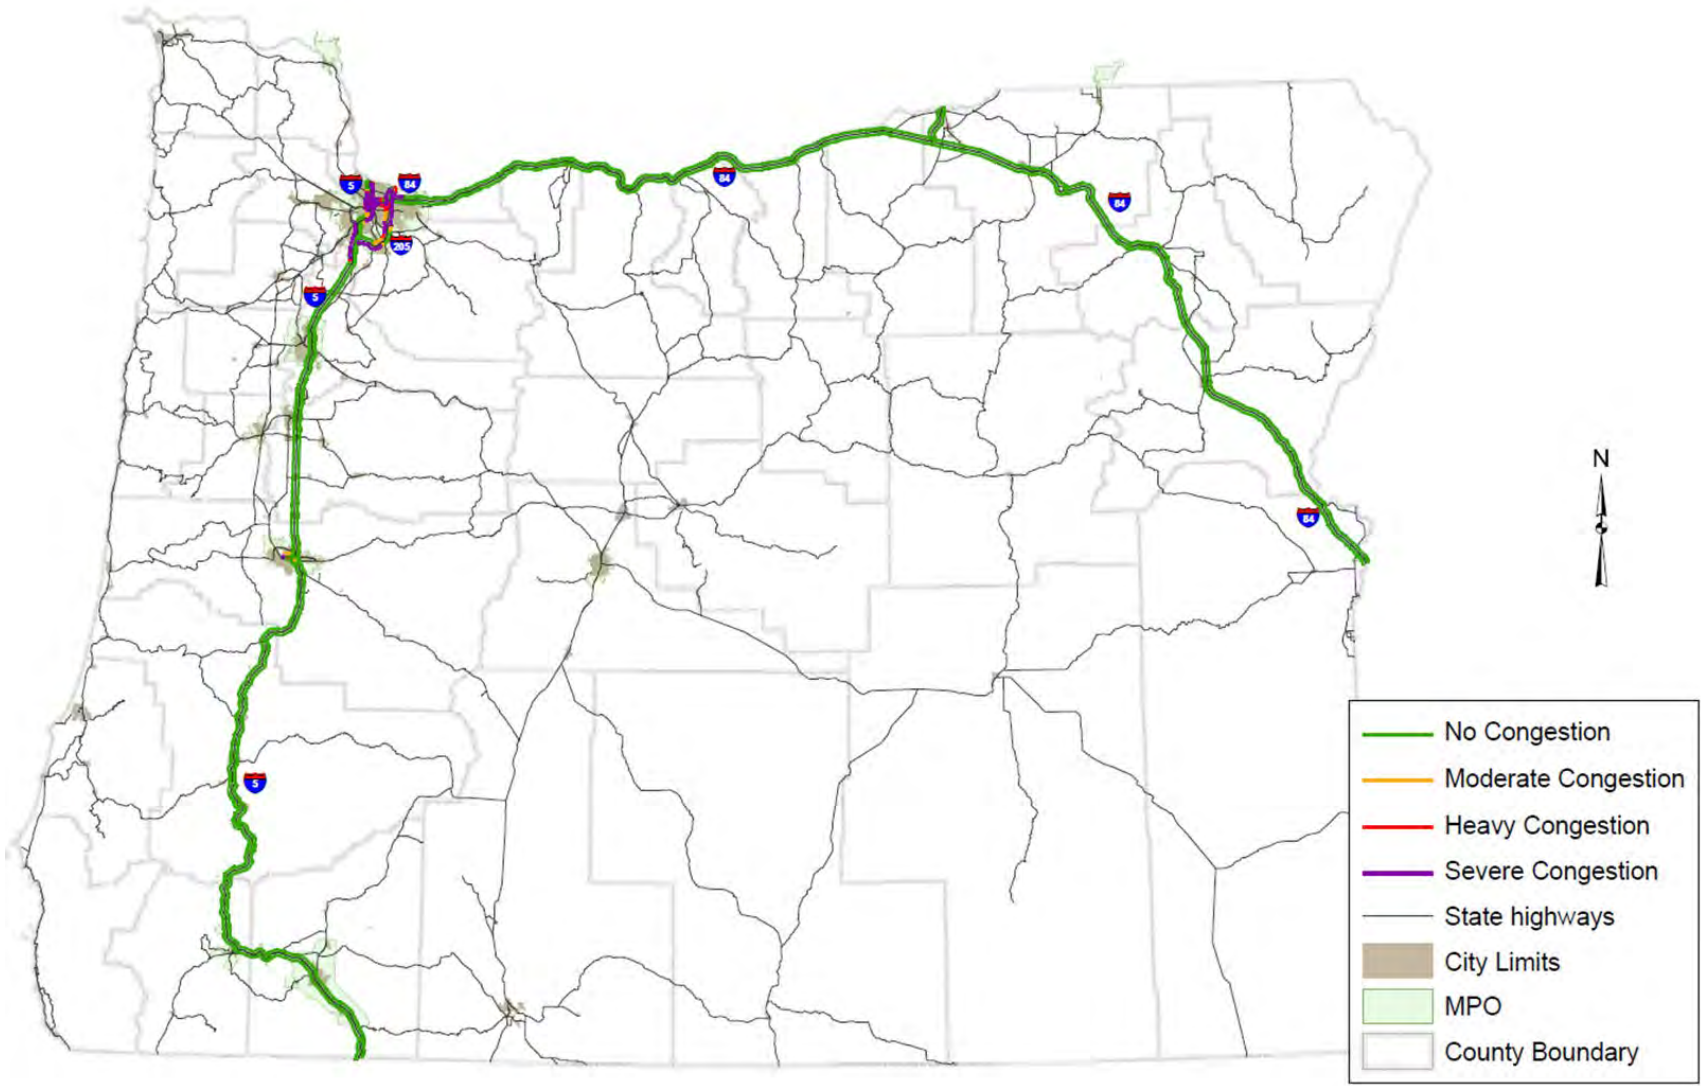 5
84
84
84
205
5
N
84
5
No Congestion
Moderate Congestion
Heavy Congestion
Severe Congestion
State highways
City Limits
MPO
County Boundary